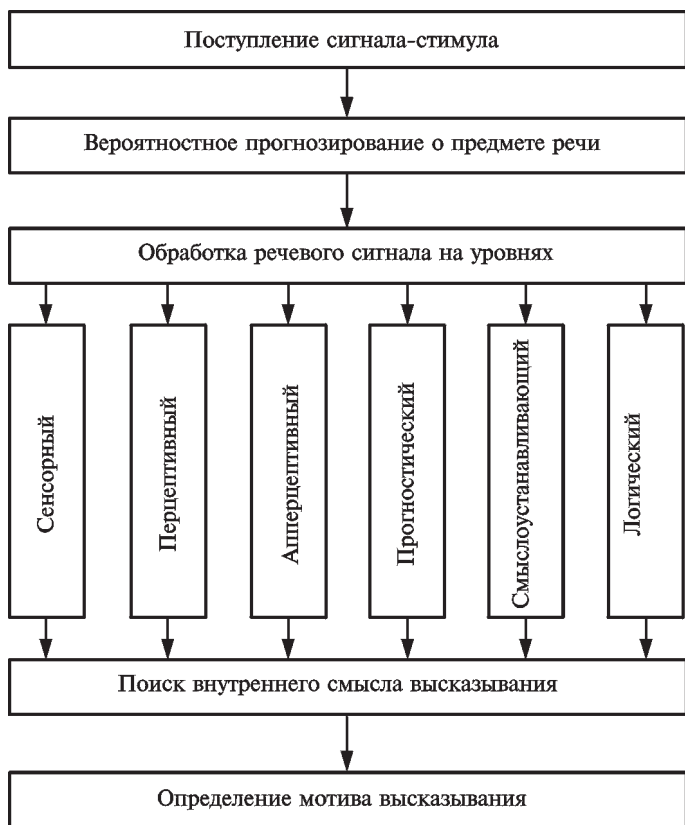 Поступление сигнала-стимула
Вероятностное прогнозирование о предмете речи
Обработка речевого сигнала на уровнях
Сенсорный
Перцептивный
Апперцептивный
Прогностический
Смыслоустанавливающий
Логический
Поиск внутреннего смысла высказывания
Определение мотива высказывания